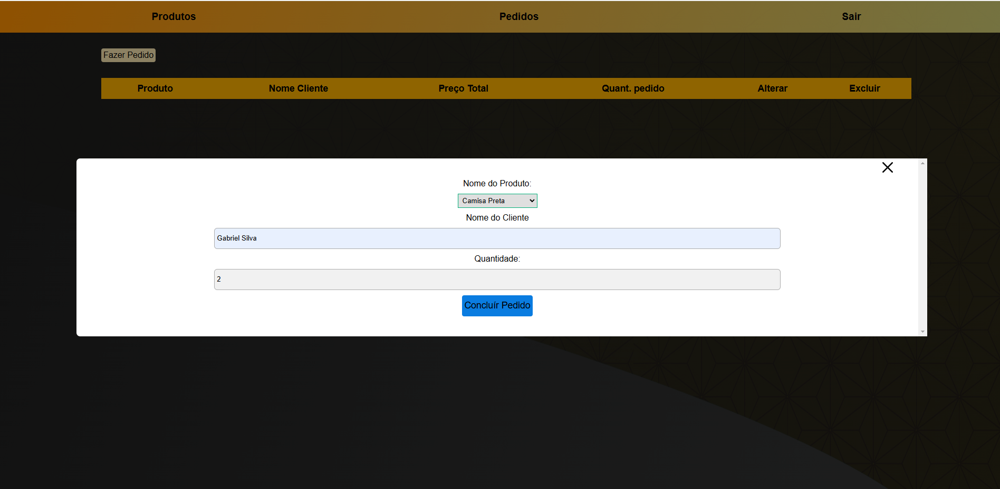 Produtos Pedidos Sair
Fazer Pedido
Produto Nome Cliente Preço Total Quant. pedido Alterar Excluir
Nome do Produto:
Camisa Preta
Nome do Cliente
Gabriel Silva
Quantidade:
2
Concluír Pedido